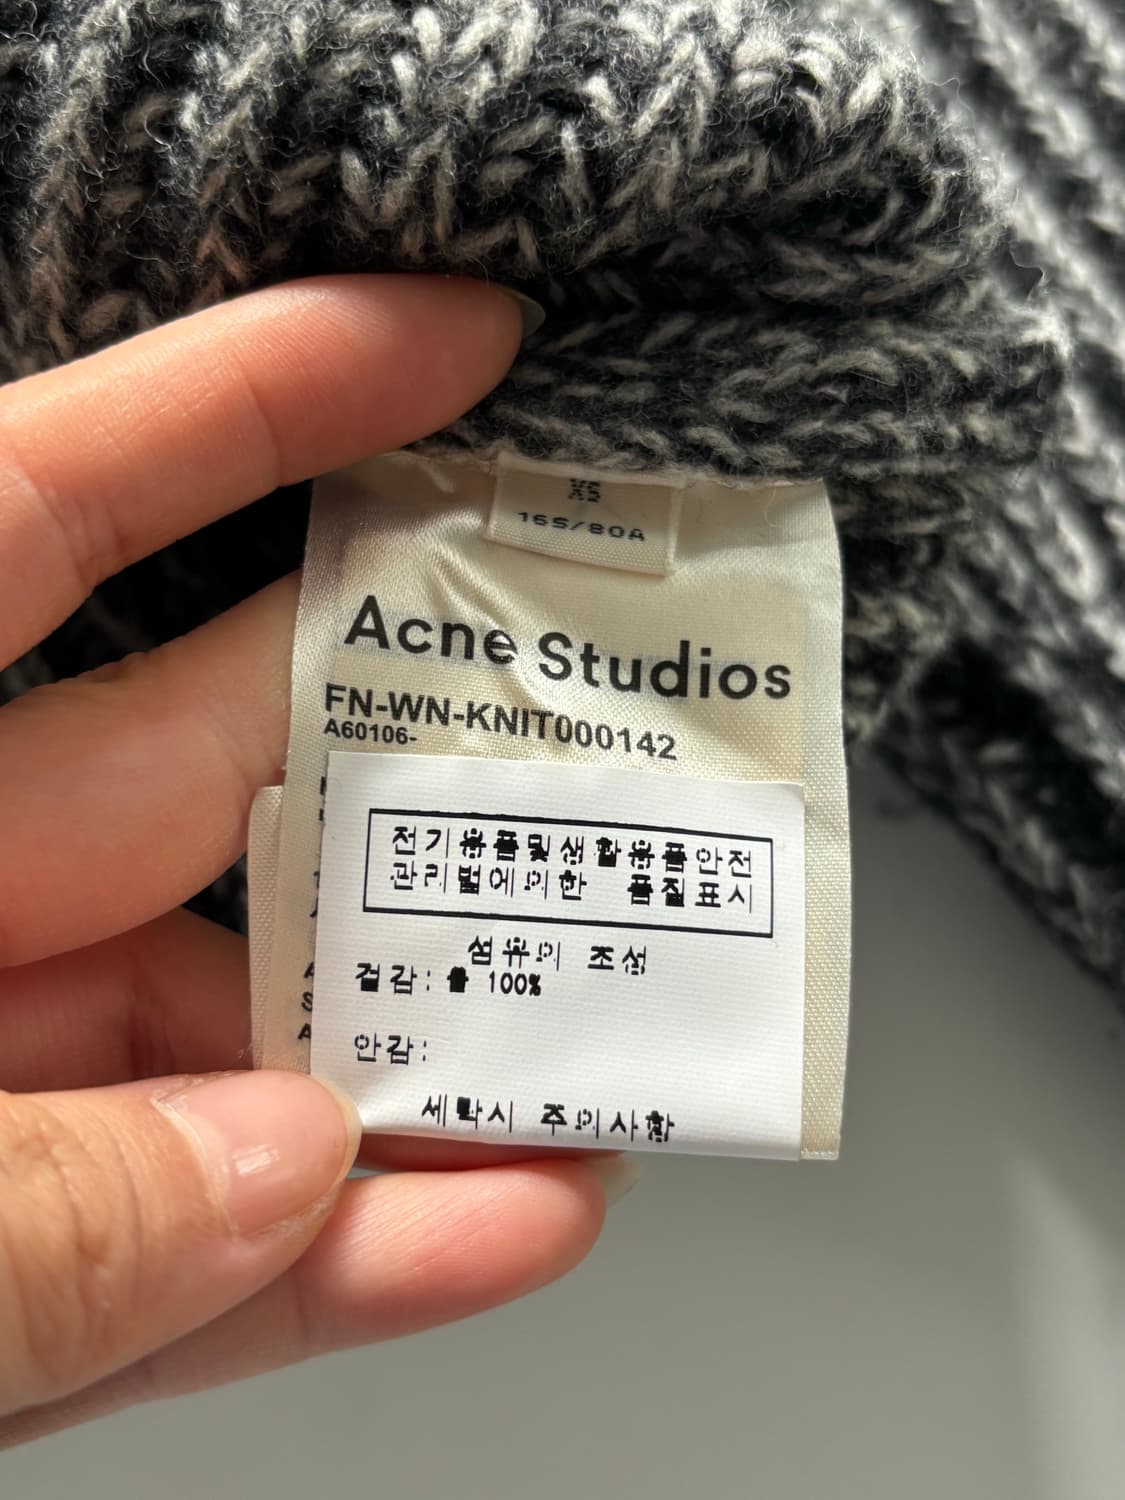 XS
165/80A
Acne Studios
FN-WN-KNIT000142
A60106-
전기용품및생활용품안전
관리법에의한 품질표시
섬유의 조성
겉감: 울 100%
안감:
세탁시 주의사항